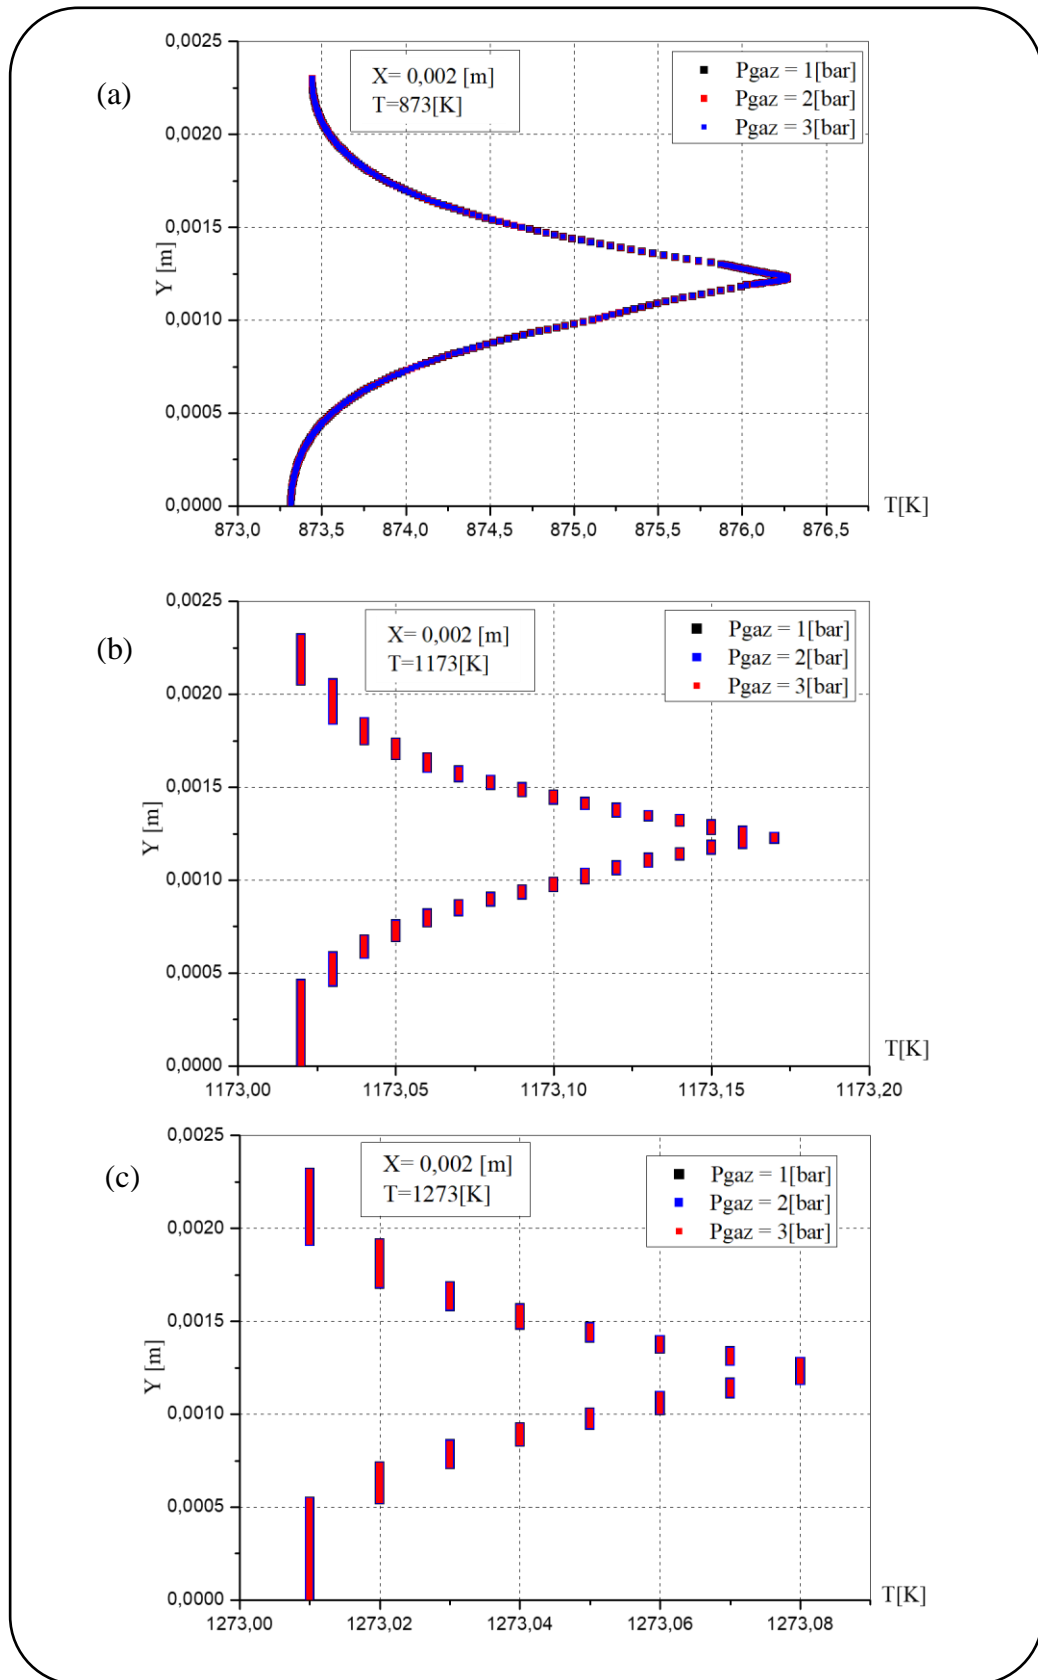 (a)
0,0025
0,0020
0,0015
0,0010
0,0005
0,0000
Y [m]
X= 0,002 [m]
T=873[K]
Pgaz = 1[bar]
Pgaz = 2[bar]
Pgaz = 3[bar]
873,0 873,5 874,0 874,5 875,0 875,5 876,0 876,5
T[K]
(b)
0,0025
0,0020
0,0015
0,0010
0,0005
0,0000
Y [m]
X= 0,002 [m]
T=1173[K]
Pgaz = 1[bar]
Pgaz = 2[bar]
Pgaz = 3[bar]
T[K]
1173,00 1173,05 1173,10 1173,15 1173,20
(c)
0,0025
0,0020
0,0015
0,0010
0,0005
0,0000
Y [m]
X= 0,002 [m]
T=1273[K]
Pgaz = 1[bar]
Pgaz = 2[bar]
Pgaz = 3[bar]
T[K]
1273,00 1273,02 1273,04 1273,06 1273,08